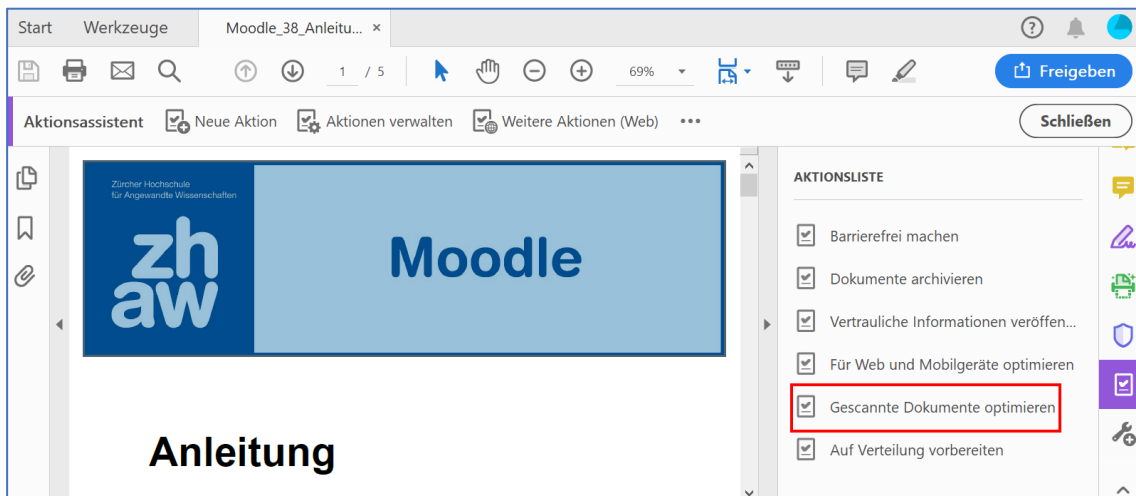 Start Werkzeuge Moodle_38_Anleitu... ×
1 / 5 69% Freigeben
Aktionsassistent Neue Aktion Aktionen verwalten Weitere Aktionen (Web) ••• Schließen
Zürcher Hochschule
für Angewandte Wissenschaften
zh
aw
Moodle
Anleitung
AKTIONSLISTE
Barrierefrei machen
Dokumente archivieren
Vertrauliche Informationen veröffen...
Für Web und Mobilgeräte optimieren
Gescannte Dokumente optimieren
Auf Verteilung vorbereiten